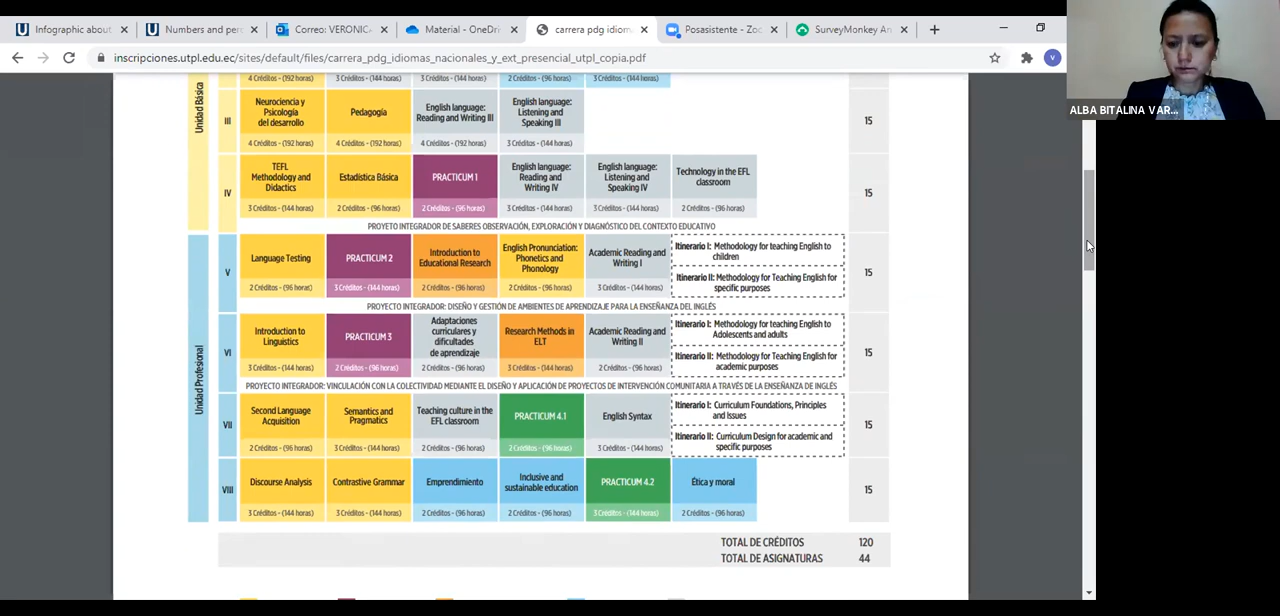 Infographic about
Numbers and per
Correo: VERONICA
Material - OneDri
carrera pdg idiom
Posasistente - Zo
SurveyMonkey An
inscripciones.utpl.edu.ec/sites/default/files/carrera_pdg_idiomas_nacionales_y_ext_presencial_utpl_copia.pdf
V
ALBA BITALINA VAR...
Unidad Básica
4 Créditos - (192 horas)
3 Créditos - (144 horas)
3 Créditos - (144 horas)
2 Créditos - (96 horas)
3 Créditos - (144 horas)
III
Neurociencia y
Psicología
del desarrollo
4 Créditos - (192 horas)
Pedagogía
4 Créditos - (192 horas)
English language:
Reading and Writing III
4 Créditos - (192 horas)
English language:
Listening and
Speaking III
3 Créditos - (144 horas)
15
IV
TEFL
Methodology and
Didactics
3 Créditos - (144 horas)
Estadística Básica
2 Créditos - (96 horas)
PRACTICUM 1
2 Créditos - (96 horas)
English language:
Reading and
Writing IV
3 Créditos - (144 horas)
English language:
Listening and
Speaking IV
3 Créditos - (144 horas)
Technology in the EFL
classroom
2 Créditos - (96 horas)
15
PROYETO INTEGRADOR DE SABERES OBSERVACIÓN, EXPLORACIÓN Y DIAGNÓSTICO DEL CONTEXTO EDUCATIVO
Unidad Profesional
V
Language Testing
2 Créditos - (96 horas)
PRACTICUM 2
3 Créditos - (144 horas)
Introduction to
Educational Research
2 Créditos - (96 horas)
English Pronunciation:
Phonetics and
Phonology
2 Créditos - (96 horas)
Academic Reading and
Writing I
3 Créditos - (144 horas)
Itinerario I: Methodology for teaching English to
children
Itinerario II: Methodology for Teaching English for
specific purposes
15
PROYECTO INTEGRADOR: DISEÑO Y GESTIÓN DE AMBIENTES DE APRENDIZAJE PARA LA ENSEÑANZA DEL INGLÉS
VI
Introduction to
Linguistics
3 Créditos - (144 horas)
PRACTICUM 3
2 Créditos - (96 horas)
Adaptaciones
curriculares y
dificultades
de aprendizaje
2 Créditos - (96 horas)
Research Methods in
ELT
3 Créditos - (144 horas)
Academic Reading and
Writing II
2 Créditos - (96 horas)
Itinerario I: Methodology for teaching English to
Adolescents and adults
Itinerario II: Methodology for Teaching English for
academic purposes
15
PROYECTO INTEGRADOR: VINCULACIÓN CON LA COLECTIVIDAD MEDIANTE EL DISEÑO Y APLICACIÓN DE PROYECTOS DE INTERVENCIÓN COMUNITARIA A TRAVÉS DE LA ENSEÑANZA DE INGLÉS
VII
Second Language
Acquisition
2 Créditos - (96 horas)
Semantics and
Pragmatics
3 Créditos - (144 horas)
Teaching culture in the
EFL classroom
2 Créditos - (96 horas)
PRACTICUM 4.1
2 Créditos - (96 horas)
English Syntax
3 Créditos - (144 horas)
Itinerario I: Curriculum Foundations, Principles
and Issues
Itinerario II: Curriculum Design for academic and
specific purposes
15
VIII
Discourse Analysis
3 Créditos - (144 horas)
Contrastive Grammar
3 Créditos - (144 horas)
Emprendimiento
2 Créditos - (96 horas)
Inclusive and
sustainable education
2 Créditos - (96 horas)
PRACTICUM 4.2
3 Créditos - (144 horas)
Ética y moral
2 Créditos - (96 horas)
15
TOTAL DE CRÉDITOS 120
TOTAL DE ASIGNATURAS 44